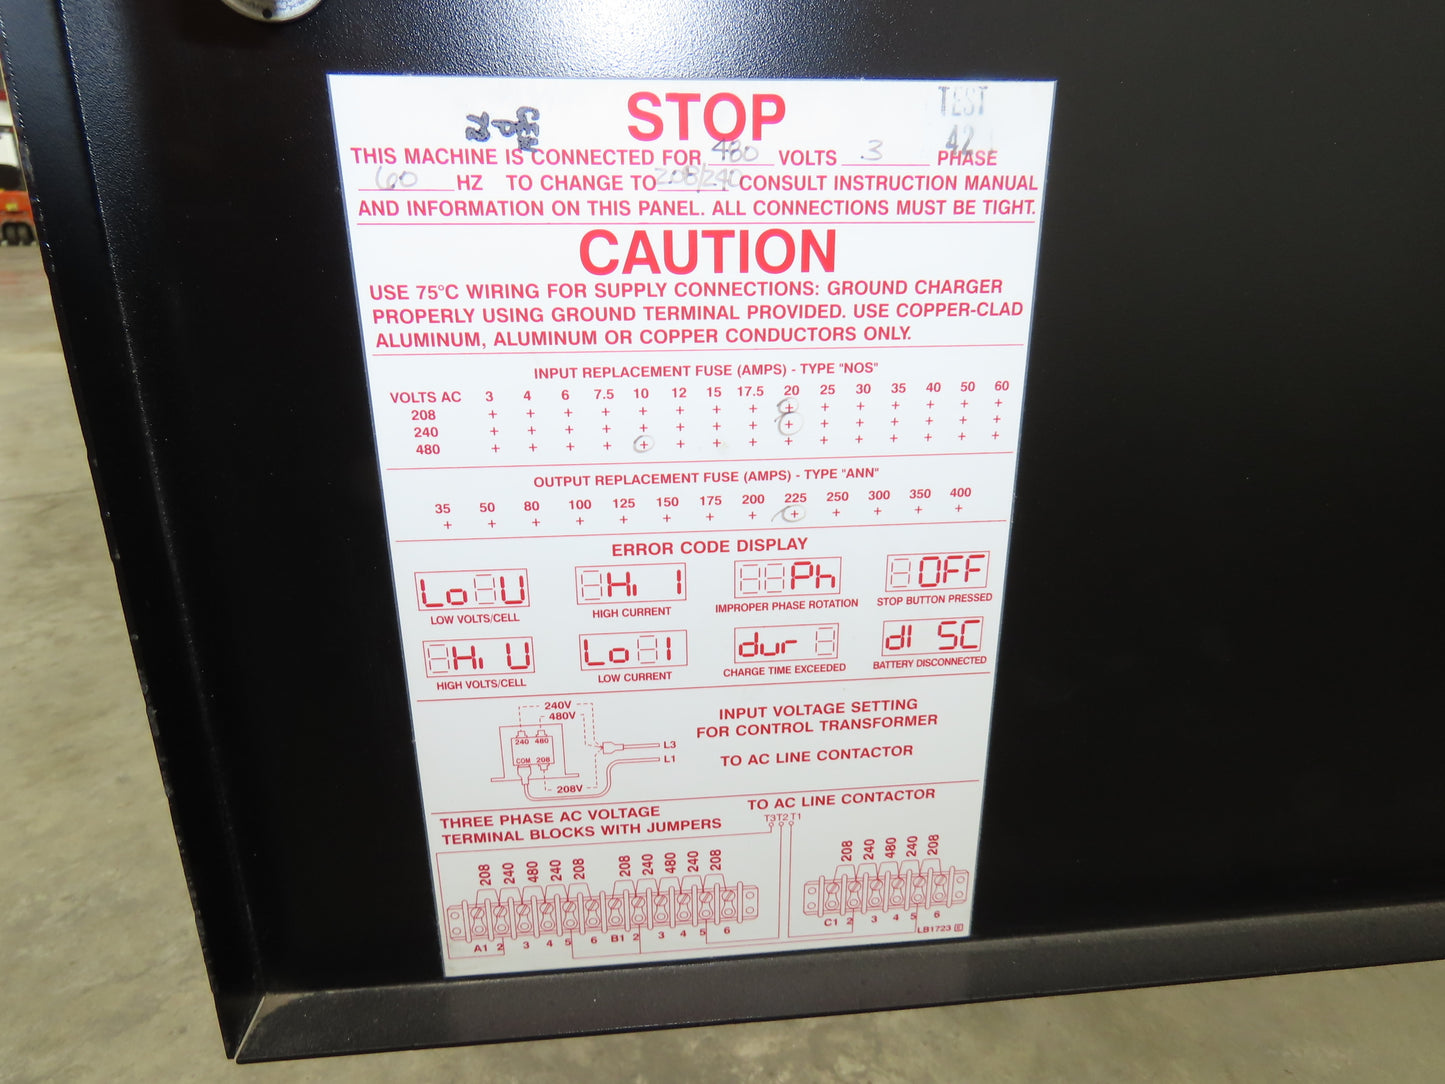 TEST
STOP
42
THIS MACHINE IS CONNECTED FOR 480 VOLTS 3 PHASE
60 HZ TO CHANGE TO 208/240 CONSULT INSTRUCTION MANUAL
AND INFORMATION ON THIS PANEL. ALL CONNECTIONS MUST BE TIGHT.
CAUTION
USE 75°C WIRING FOR SUPPLY CONNECTIONS: GROUND CHARGER
PROPERLY USING GROUND TERMINAL PROVIDED. USE COPPER-CLAD
ALUMINUM, ALUMINUM OR COPPER CONDUCTORS ONLY.
INPUT REPLACEMENT FUSE (AMPS) - TYPE "NOS"
VOLTS AC 3 4 6 7.5 10 12 15 17.5 20 25 30 35 40 50 60
208 + + + + + + + + + + + + + +
240 + + + + + + + + + + + + + +
480 + + + + + + + + + + + + + +
OUTPUT REPLACEMENT FUSE (AMPS) - TYPE "ANN"
35 50 80 100 125 150 175 200 225 250 300 350 400
+ + + + + + + + + + + + +
ERROR CODE DISPLAY
Lo U Hi I Ph OFF
LOW VOLTS/CELL HIGH CURRENT IMPROPER PHASE ROTATION STOP BUTTON PRESSED
Hi U Lo I dur dI SC
HIGH VOLTS/CELL LOW CURRENT CHARGE TIME EXCEEDED BATTERY DISCONNECTED
240V
480V
240 480
COM 208
208V
L3
L1
INPUT VOLTAGE SETTING
FOR CONTROL TRANSFORMER
TO AC LINE CONTACTOR
THREE PHASE AC VOLTAGE
TERMINAL BLOCKS WITH JUMPERS
TO AC LINE CONTACTOR
T3 T2 T1
208 240 480 240 208 208 240 480 240 208 208 240 480 240 208
A1 2 3 4 5 6 B1 2 3 4 5 6 C1 2 3 4 5 6
LB1723 E